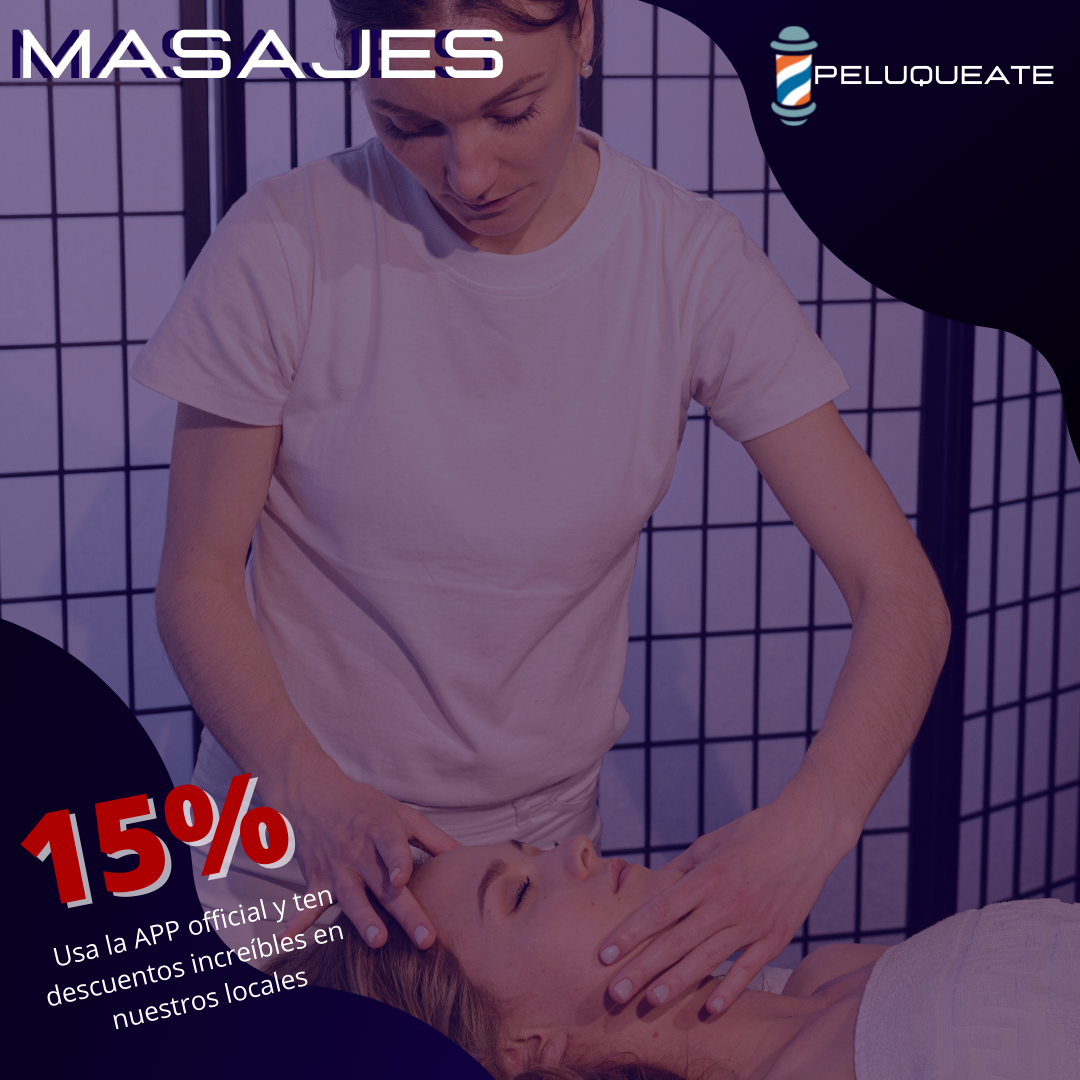 MASAJES
PELUQUEATE
15%
Usa la APP official y ten
descuentos increíbles en
nuestros locales